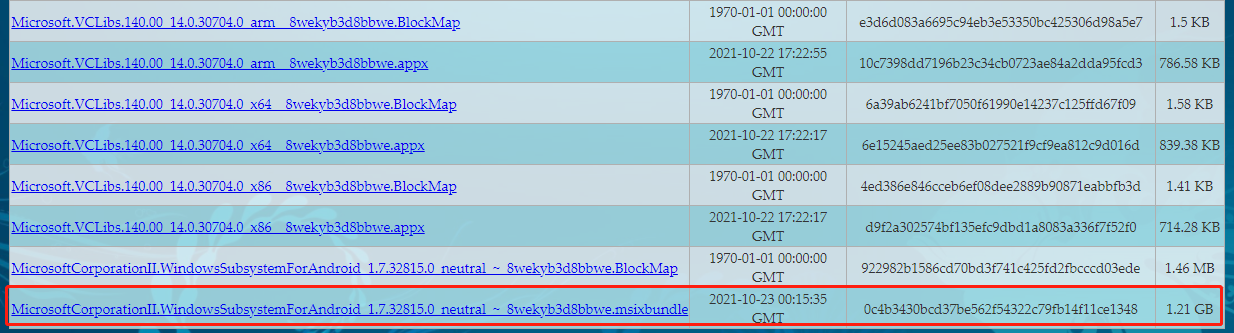 Microsoft.VCLibs.140.00_14.0.30704.0_arm__8wekyb3d8bbwe.BlockMap 1970-01-01 00:00:00 GMT e3d6d083a6695c94eb3e53350bc425306d98a5e7 1.5 KB
Microsoft.VCLibs.140.00_14.0.30704.0_arm__8wekyb3d8bbwe.appx 2021-10-22 17:22:55 GMT 10c7398dd7196b23c34cb0723ae84a2dda95fcd3 786.58 KB
Microsoft.VCLibs.140.00_14.0.30704.0_x64__8wekyb3d8bbwe.BlockMap 1970-01-01 00:00:00 GMT 6a39ab6241bf7050f61990e14237c125ffd67f09 1.58 KB
Microsoft.VCLibs.140.00_14.0.30704.0_x64__8wekyb3d8bbwe.appx 2021-10-22 17:22:17 GMT 6e15245aed25ee83b027521f9cf9ea812c9d016d 839.38 KB
Microsoft.VCLibs.140.00_14.0.30704.0_x86__8wekyb3d8bbwe.BlockMap 1970-01-01 00:00:00 GMT 4ed386e846cceb6ef08dee2889b90871eabbfb3d 1.41 KB
Microsoft.VCLibs.140.00_14.0.30704.0_x86__8wekyb3d8bbwe.appx 2021-10-22 17:22:17 GMT d9f2a302574bf135efc9dbd1a8083a336f7f52f0 714.28 KB
MicrosoftCorporationII.WindowsSubsystemForAndroid_1.7.32815.0_neutral_~_8wekyb3d8bbwe.BlockMap 1970-01-01 00:00:00 GMT 922982b1586cd70bd3f741c425fd2fbcccd03ede 1.46 MB
MicrosoftCorporationII.WindowsSubsystemForAndroid_1.7.32815.0_neutral_~_8wekyb3d8bbwe.msixbundle 2021-10-23 00:15:35 GMT 0c4b3430bcd37be562f54322c79fb14f11ce1348 1.21 GB